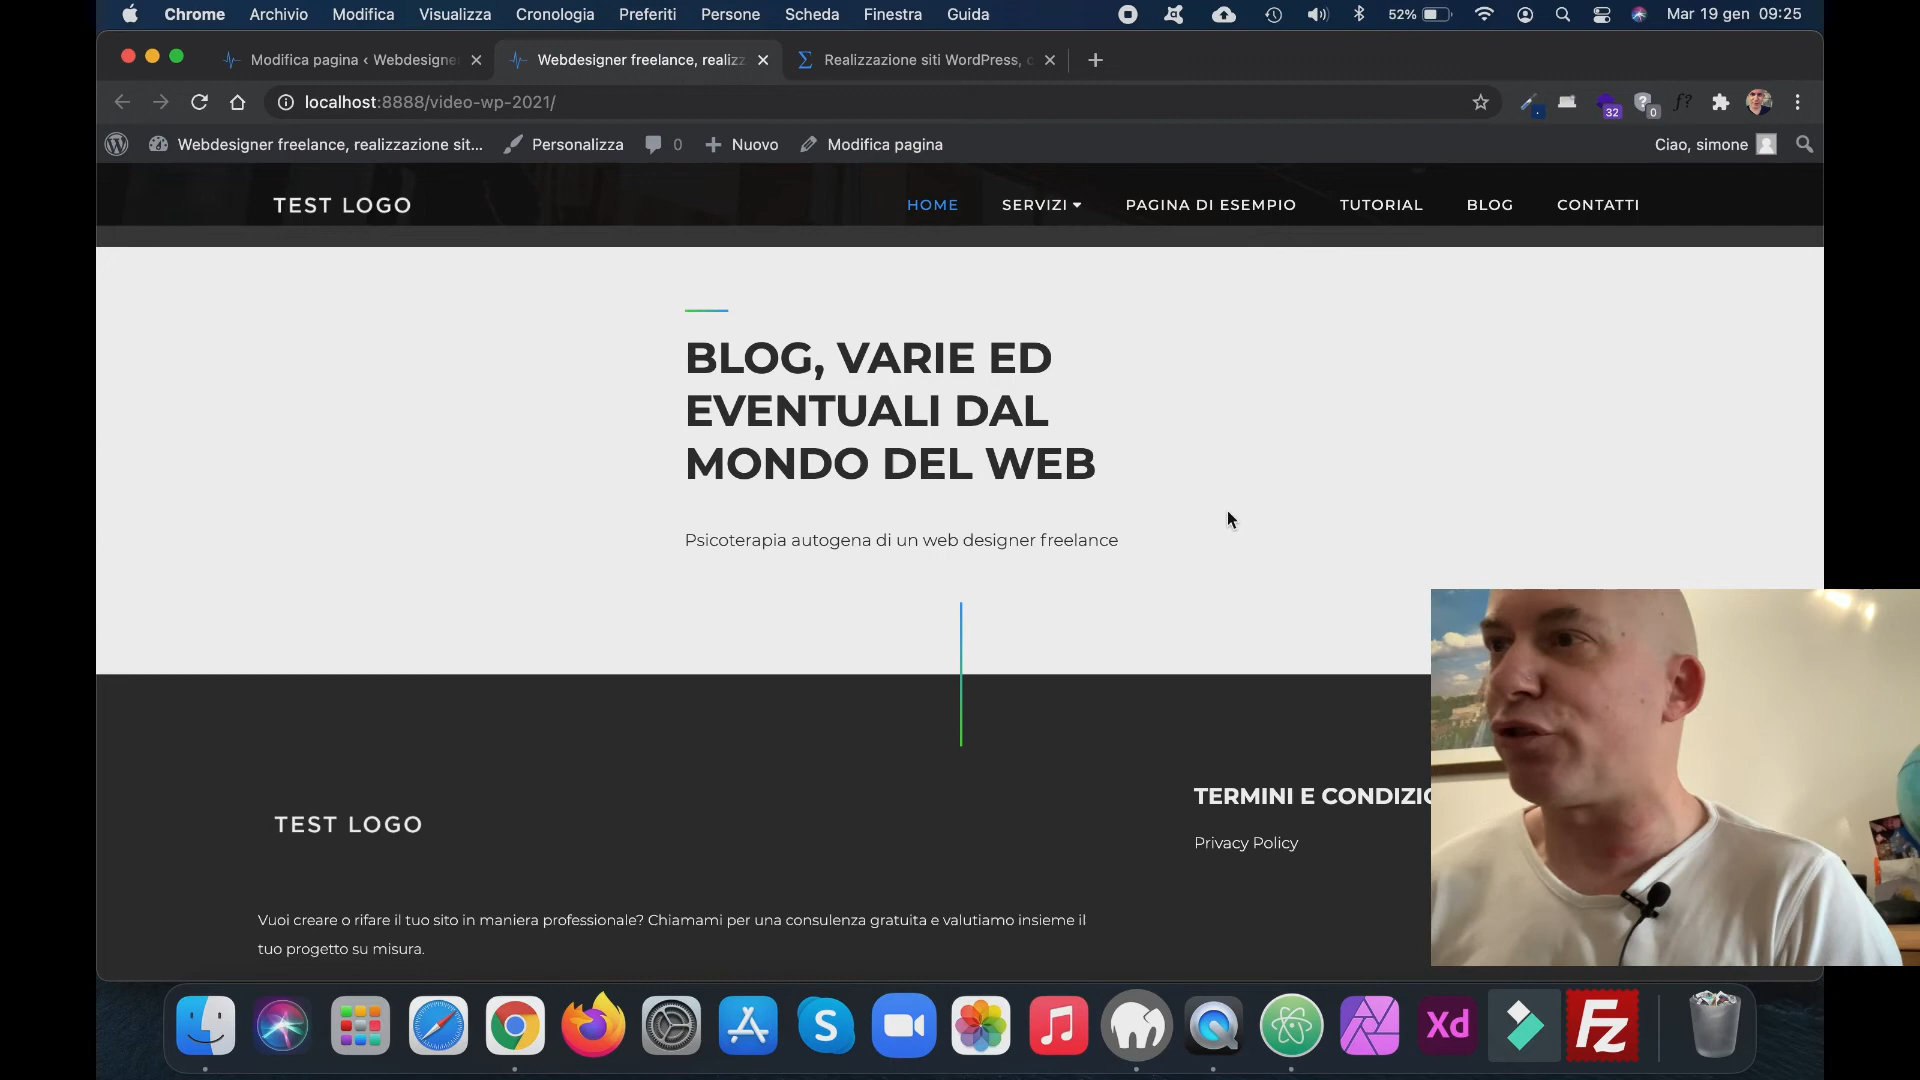 Chrome Archivio Modifica Visualizza Cronologia Preferiti Persone Scheda Finestra Guida 52% Mar 19 gen 09:25
Modifica pagina ‹ Webdesigne Webdesigner freelance, realizz Realizzazione siti WordPress, c
localhost:8888/video-wp-2021/ 32 0 f?
Webdesigner freelance, realizzazione sit... Personalizza 0 Nuovo Modifica pagina Ciao, simone
TEST LOGO HOME SERVIZI PAGINA DI ESEMPIO TUTORIAL BLOG CONTATTI
BLOG, VARIE ED
EVENTUALI DAL
MONDO DEL WEB
Psicoterapia autogena di un web designer freelance
TERMINI E CONDIZIO
TEST LOGO
Privacy Policy
Vuoi creare o rifare il tuo sito in maniera professionale? Chiamami per una consulenza gratuita e valutiamo insieme il
tuo progetto su misura.
S Xd Fz